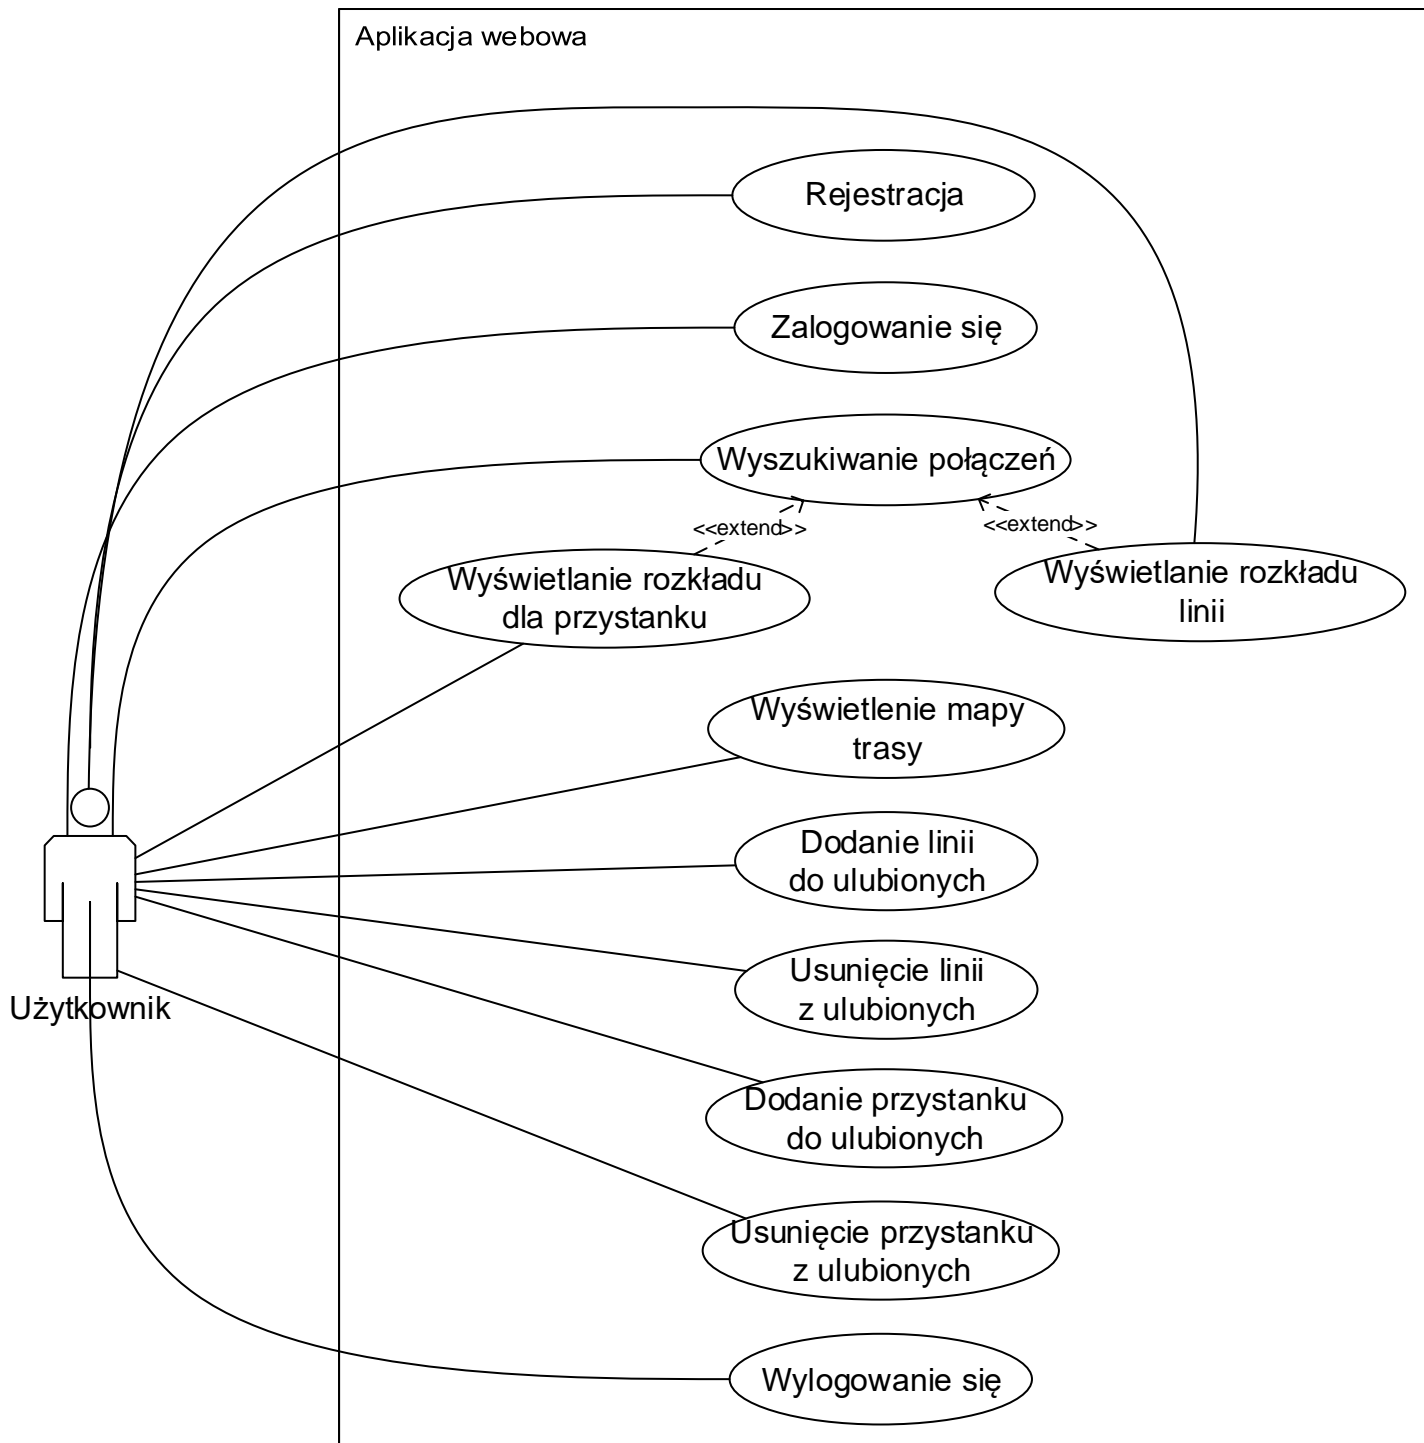 Aplikacja webowa
Rejestracja
Zalogowanie się
Wyszukiwanie połączeń
<<extend>>
<<extend>>
Wyświetlanie rozkładu
dla przystanku
Wyświetlanie rozkładu
linii
Wyświetlenie mapy
trasy
Dodanie linii
do ulubionych
Usunięcie linii
z ulubionych
Użytkownik
Dodanie przystanku
do ulubionych
Usunięcie przystanku
z ulubionych
Wylogowanie się